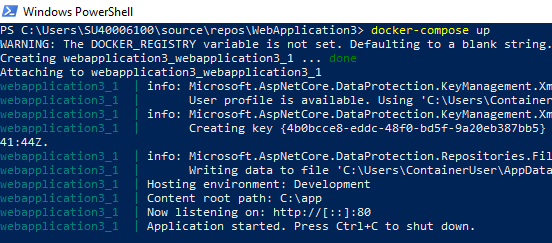 Windows PowerShell
PS C:\Users\SU40006100\source\repos\WebApplication3> docker-compose up
WARNING: The DOCKER_REGISTRY variable is not set. Defaulting to a blank string.
Creating webapplication3_webapplication3_1 ... done
Attaching to webapplication3_webapplication3_1
webapplication3_1  | info: Microsoft.AspNetCore.DataProtection.KeyManagement.Xm
webapplication3_1  |       User profile is available. Using 'C:\Users\Container
webapplication3_1  | info: Microsoft.AspNetCore.DataProtection.KeyManagement.Xm
webapplication3_1  |       Creating key {4b0bcce8-eddc-48f0-bd5f-9a20eb387bb5}
41:44Z.
webapplication3_1  | info: Microsoft.AspNetCore.DataProtection.Repositories.Fil
webapplication3_1  |       Writing data to file 'C:\Users\ContainerUser\AppData
webapplication3_1  | Hosting environment: Development
webapplication3_1  | Content root path: C:\app
webapplication3_1  | Now listening on: http://[::]:80
webapplication3_1  | Application started. Press Ctrl+C to shut down.